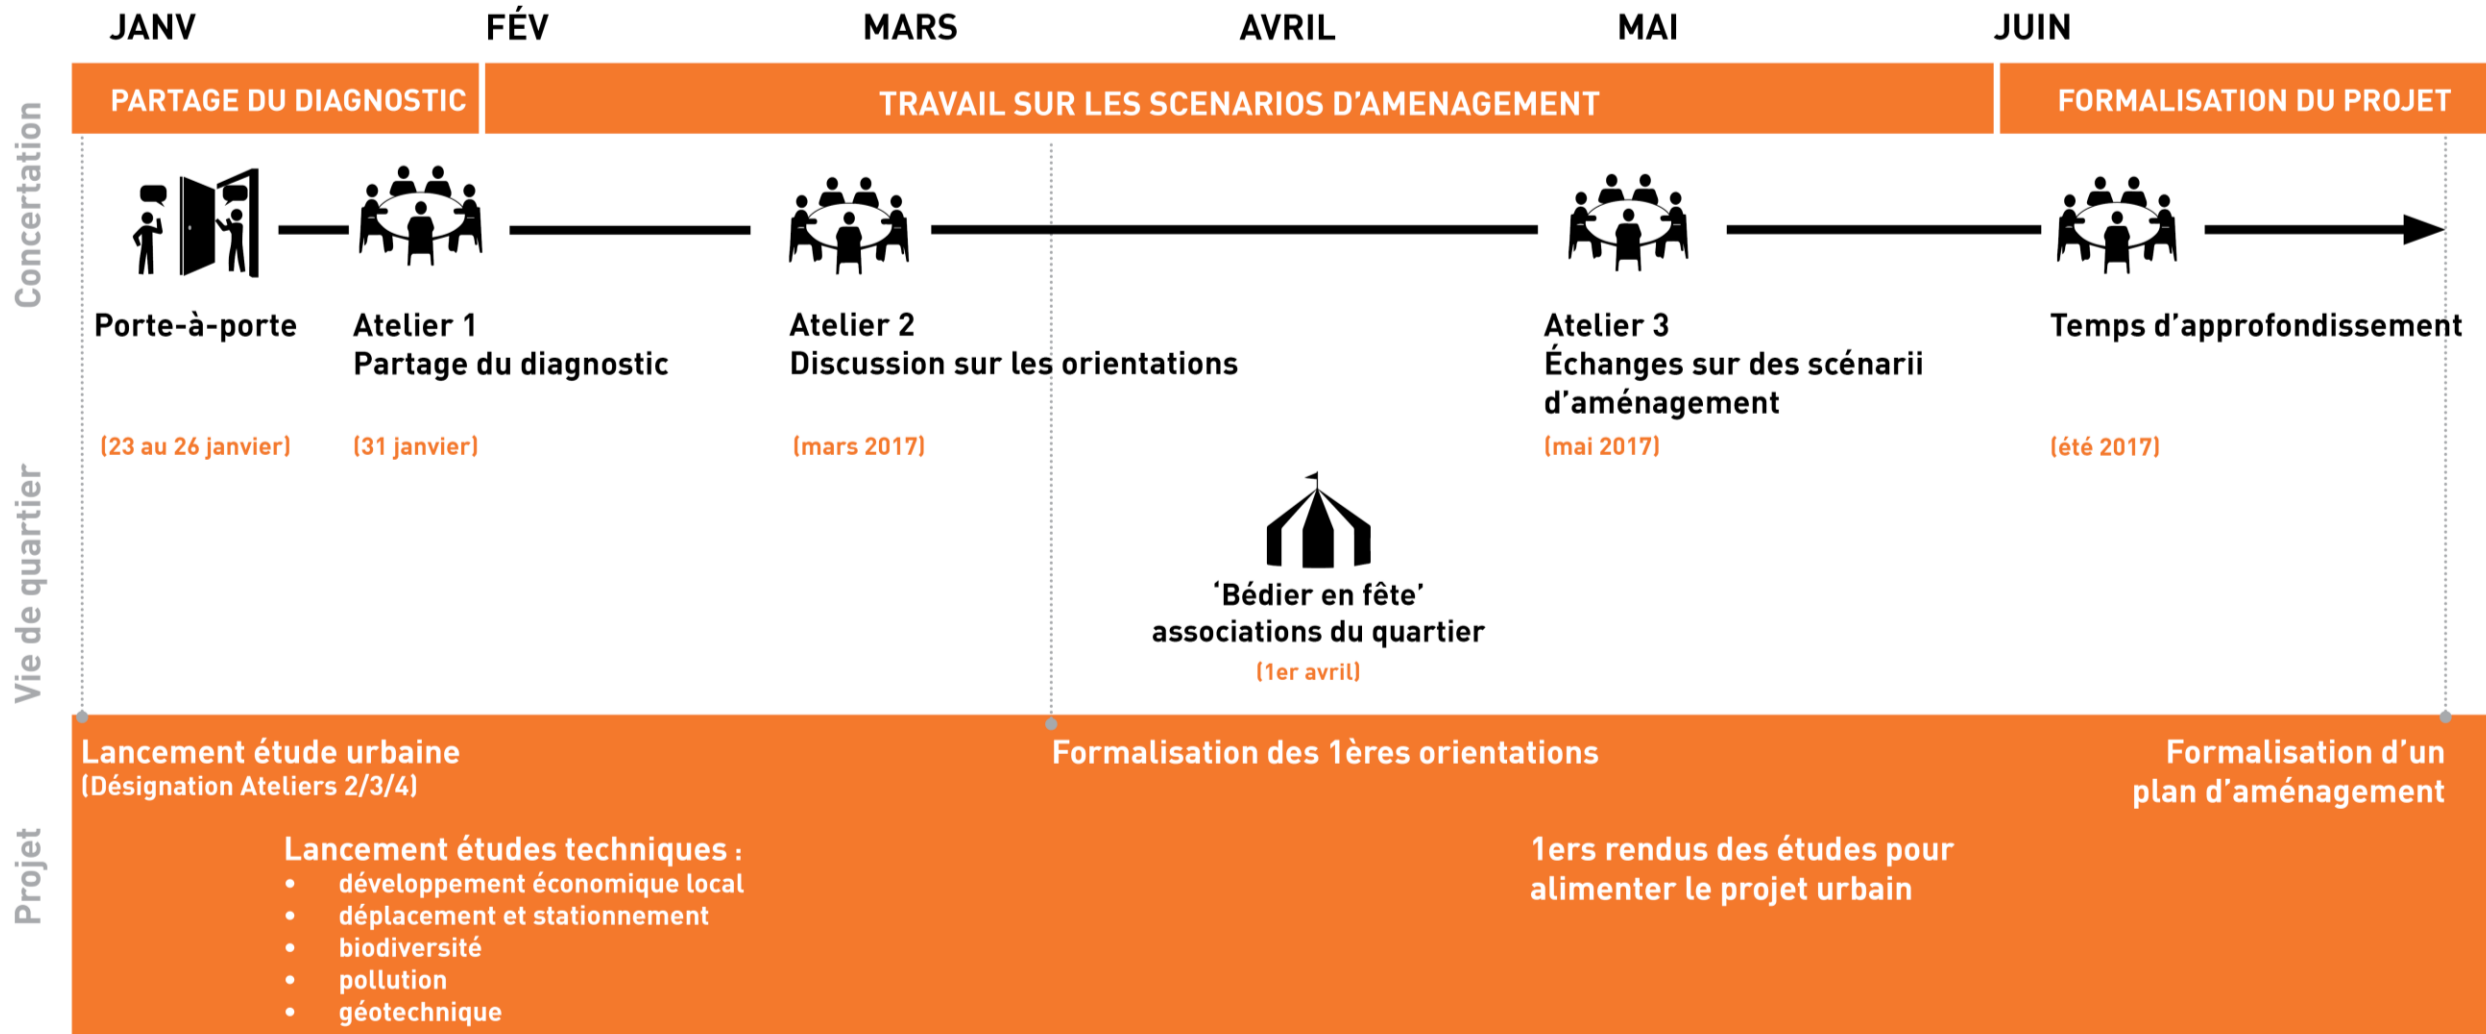 JANV
FÉV
MARS
AVRIL
MAI
JUIN
PARTAGE DU DIAGNOSTIC
TRAVAIL SUR LES SCENARIOS D’AMENAGEMENT
FORMALISATION DU PROJET
Concertation
Porte-à-porte
(23 au 26 janvier)
Atelier 1
Partage du diagnostic
(31 janvier)
Atelier 2
Discussion sur les orientations
(mars 2017)
Atelier 3
Échanges sur des scénarii
d’aménagement
(mai 2017)
Temps d’approfondissement
(été 2017)
Vie de quartier
‘Bédier en fête’
associations du quartier
(1er avril)
Projet
Lancement étude urbaine
(Désignation Ateliers 2/3/4)
Lancement études techniques :
• développement économique local
• déplacement et stationnement
• biodiversité
• pollution
• géotechnique
Formalisation des 1ères orientations
1ers rendus des études pour
alimenter le projet urbain
Formalisation d’un
plan d’aménagement